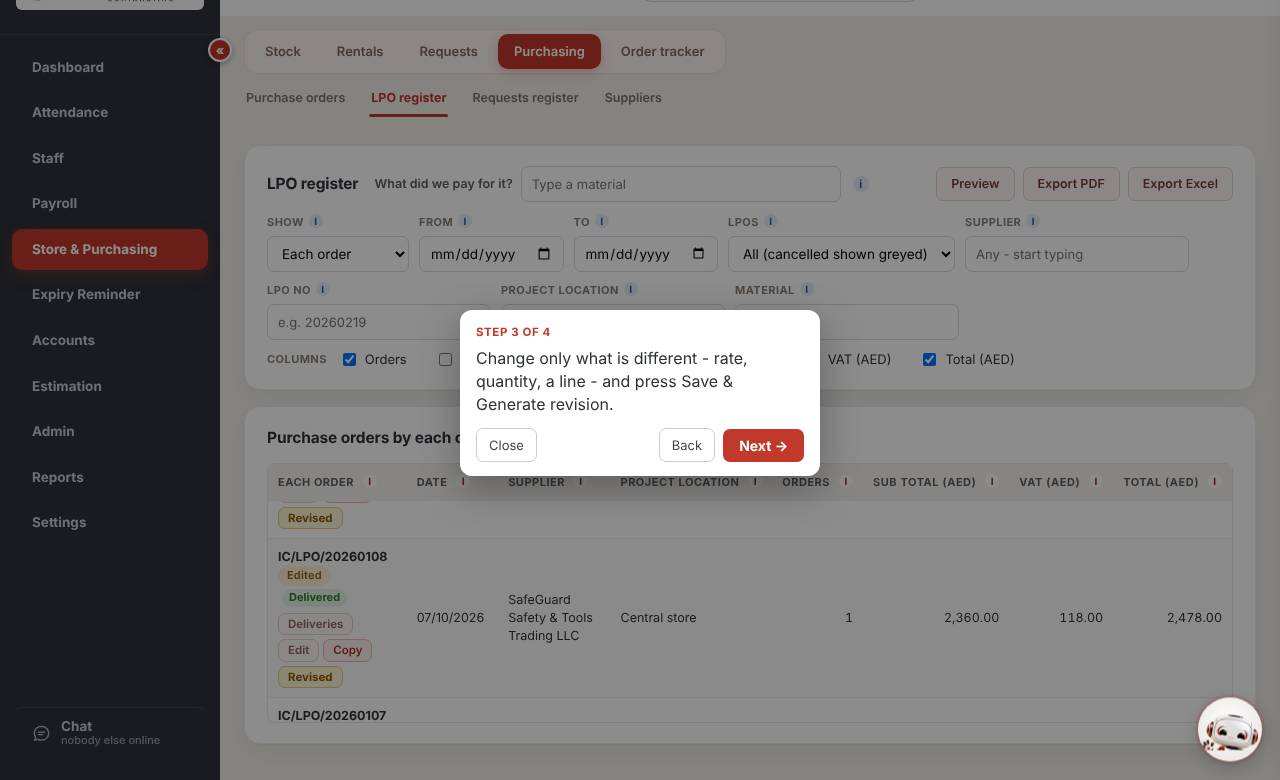 Dashboard
Attendance
Staff
Payroll
Store & Purchasing
Expiry Reminder
Accounts
Estimation
Admin
Reports
Settings
Chat
nobody else online
«
Stock Rentals Requests Purchasing Order tracker
Purchase orders LPO register Requests register Suppliers
LPO register What did we pay for it? Type a material i Preview Export PDF Export Excel
SHOW i FROM i TO i LPOS i SUPPLIER i
Each order mm/dd/yyyy mm/dd/yyyy All (cancelled shown greyed) Any - start typing
LPO NO i PROJECT LOCATION i MATERIAL i
e.g. 20260219
COLUMNS Orders VAT (AED) Total (AED)
STEP 3 OF 4
Change only what is different - rate,
quantity, a line - and press Save &
Generate revision.
Close Back Next →
Purchase orders by each
EACH ORDER i DATE i SUPPLIER i PROJECT LOCATION i ORDERS i SUB TOTAL (AED) i VAT (AED) i TOTAL (AED) i
Revised
IC/LPO/20260108
Edited
Delivered
Deliveries
Edit Copy
Revised
07/10/2026
SafeGuard
Safety & Tools
Trading LLC
Central store
1
2,360.00
118.00
2,478.00
IC/LPO/20260107